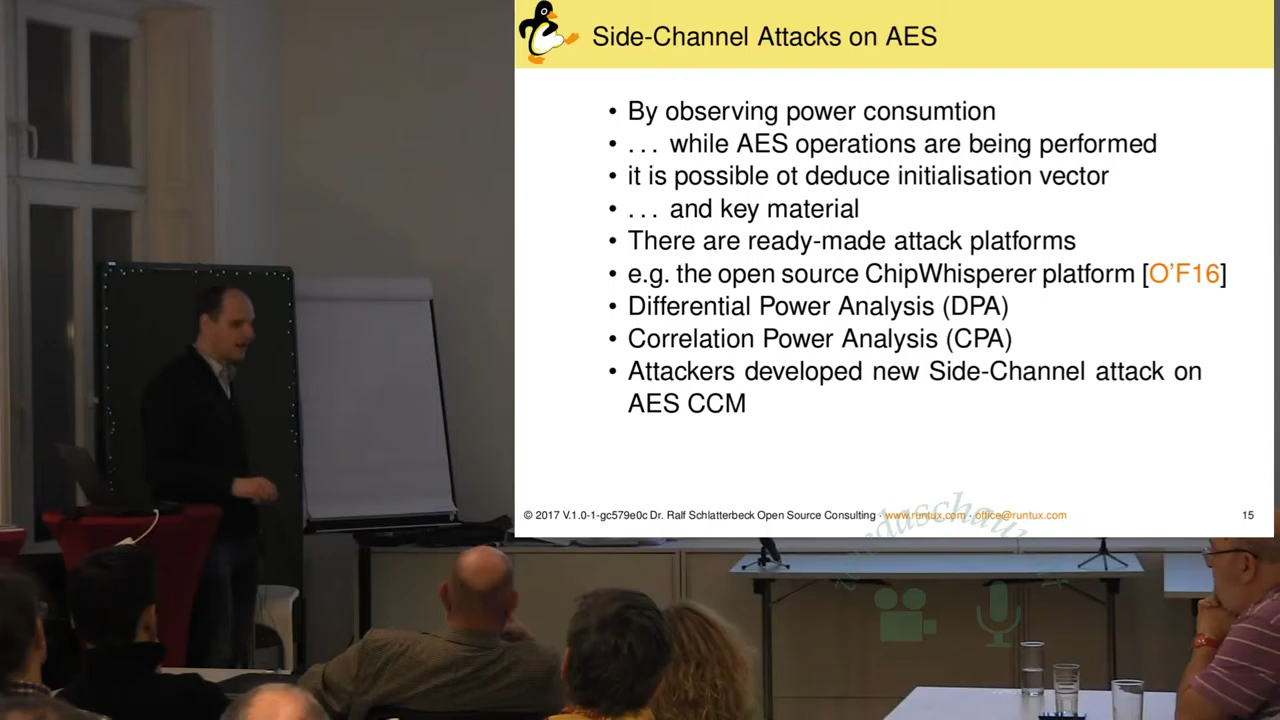 Side-Channel Attacks on AES
• By observing power consumtion
• . . . while AES operations are being performed
• it is possible ot deduce initialisation vector
• . . . and key material
• There are ready-made attack platforms
• e.g. the open source ChipWhisperer platform [O'F16]
• Differential Power Analysis (DPA)
• Correlation Power Analysis (CPA)
• Attackers developed new Side-Channel attack on
AES CCM
© 2017 V.1.0-1-gc579e0c Dr. Ralf Schlatterbeck Open Source Consulting · www.runtux.com · office@runtux.com 15